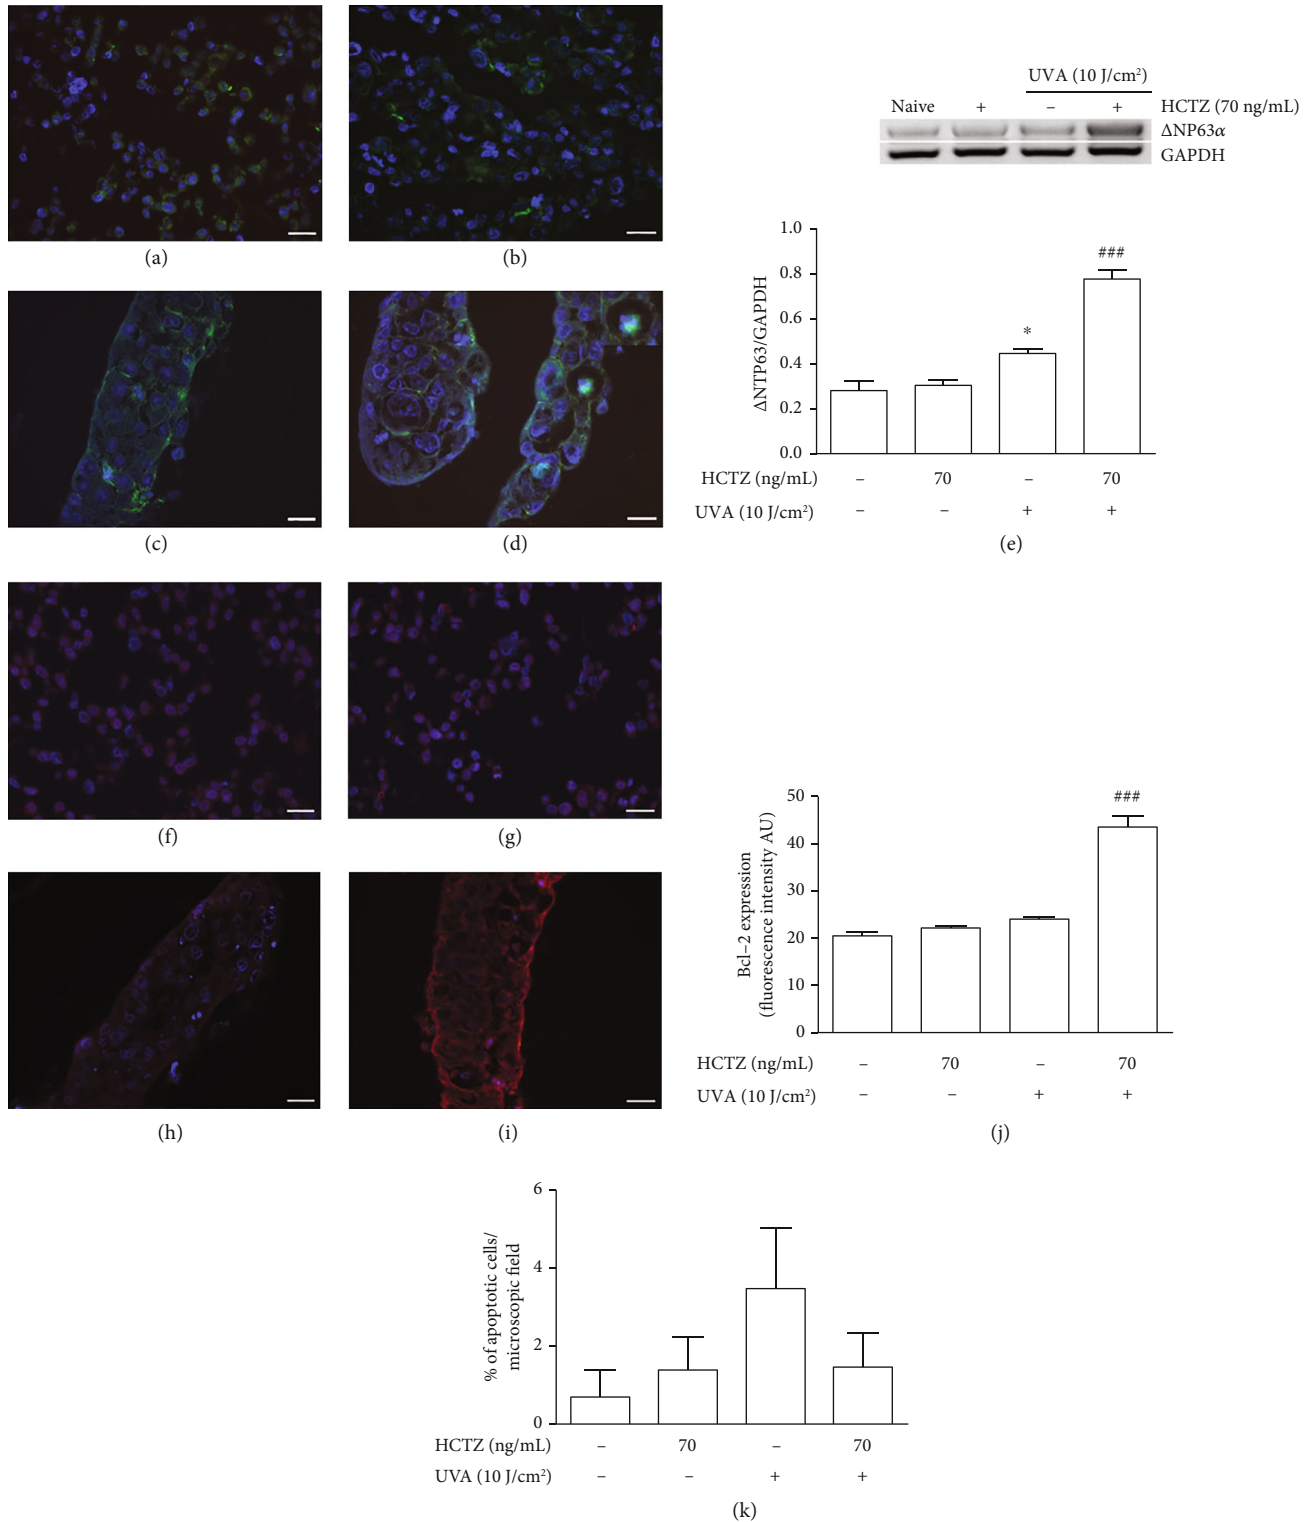 (a)
(b)
(c)
(d)
UVA (10 J/cm²)
Naive + – + HCTZ (70 ng/mL)
ΔNP63α
GAPDH
ΔNTP63/GAPDH
1.0
0.8
0.6
0.4
0.2
0.0
*
###
HCTZ (ng/mL) – 70 – 70
UVA (10 J/cm²) – – + +
(e)
(f)
(g)
(h)
(i)
Bcl–2 expression
(fluorescence intensity AU)
50
40
30
20
10
0
###
HCTZ (ng/mL) – 70 – 70
UVA (10 J/cm²) – – + +
(j)
% of apoptotic cells/
microscopic field
6
4
2
0
HCTZ (ng/mL) – 70 – 70
UVA (10 J/cm²) – – + +
(k)